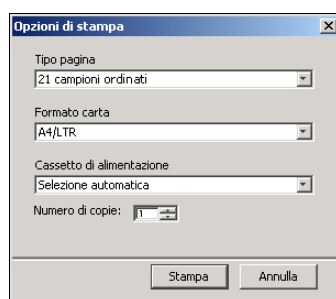 Opzioni di stampa
Tipo pagina
21 campioni ordinati
Formato carta
A4/LTR
Cassetto di alimentazione
Selezione automatica
Numero di copie: 1
Stampa Annulla